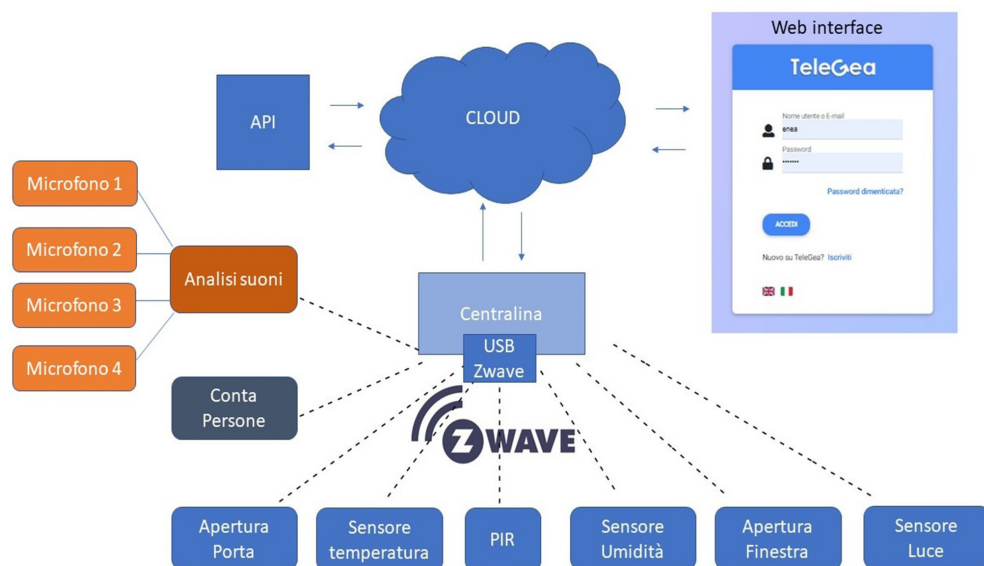 Web interface
TeleGea
Nome utente o E-mail
enea
Password
•••••••
Password dimenticata?
ACCEDI
Nuovo su TeleGea? Iscriviti
API
CLOUD
Microfono 1
Microfono 2
Microfono 3
Microfono 4
Analisi suoni
Centralina
USB
Zwave
Conta
Persone
Z WAVE
Apertura
Porta
Sensore
temperatura
PIR
Sensore
Umidità
Apertura
Finestra
Sensore
Luce